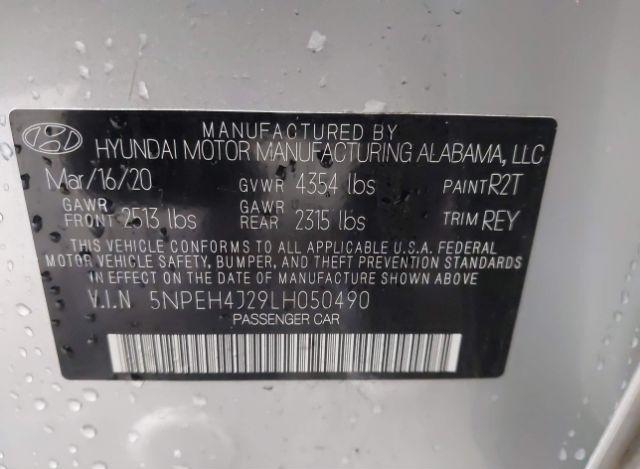 MANUFACTURED BY
HYUNDAI MOTOR MANUFACTURING ALABAMA, LLC
Mar/16/20 GVWR 4354 lbs PAINT R2T
GAWR FRONT 2513 lbs GAWR REAR 2315 lbs TRIM REY
THIS VEHICLE CONFORMS TO ALL APPLICABLE U.S.A. FEDERAL
MOTOR VEHICLE SAFETY, BUMPER, AND THEFT PREVENTION STANDARDS
IN EFFECT ON THE DATE OF MANUFACTURE SHOWN ABOVE
V.I.N 5NPEH4J29LH050490
PASSENGER CAR